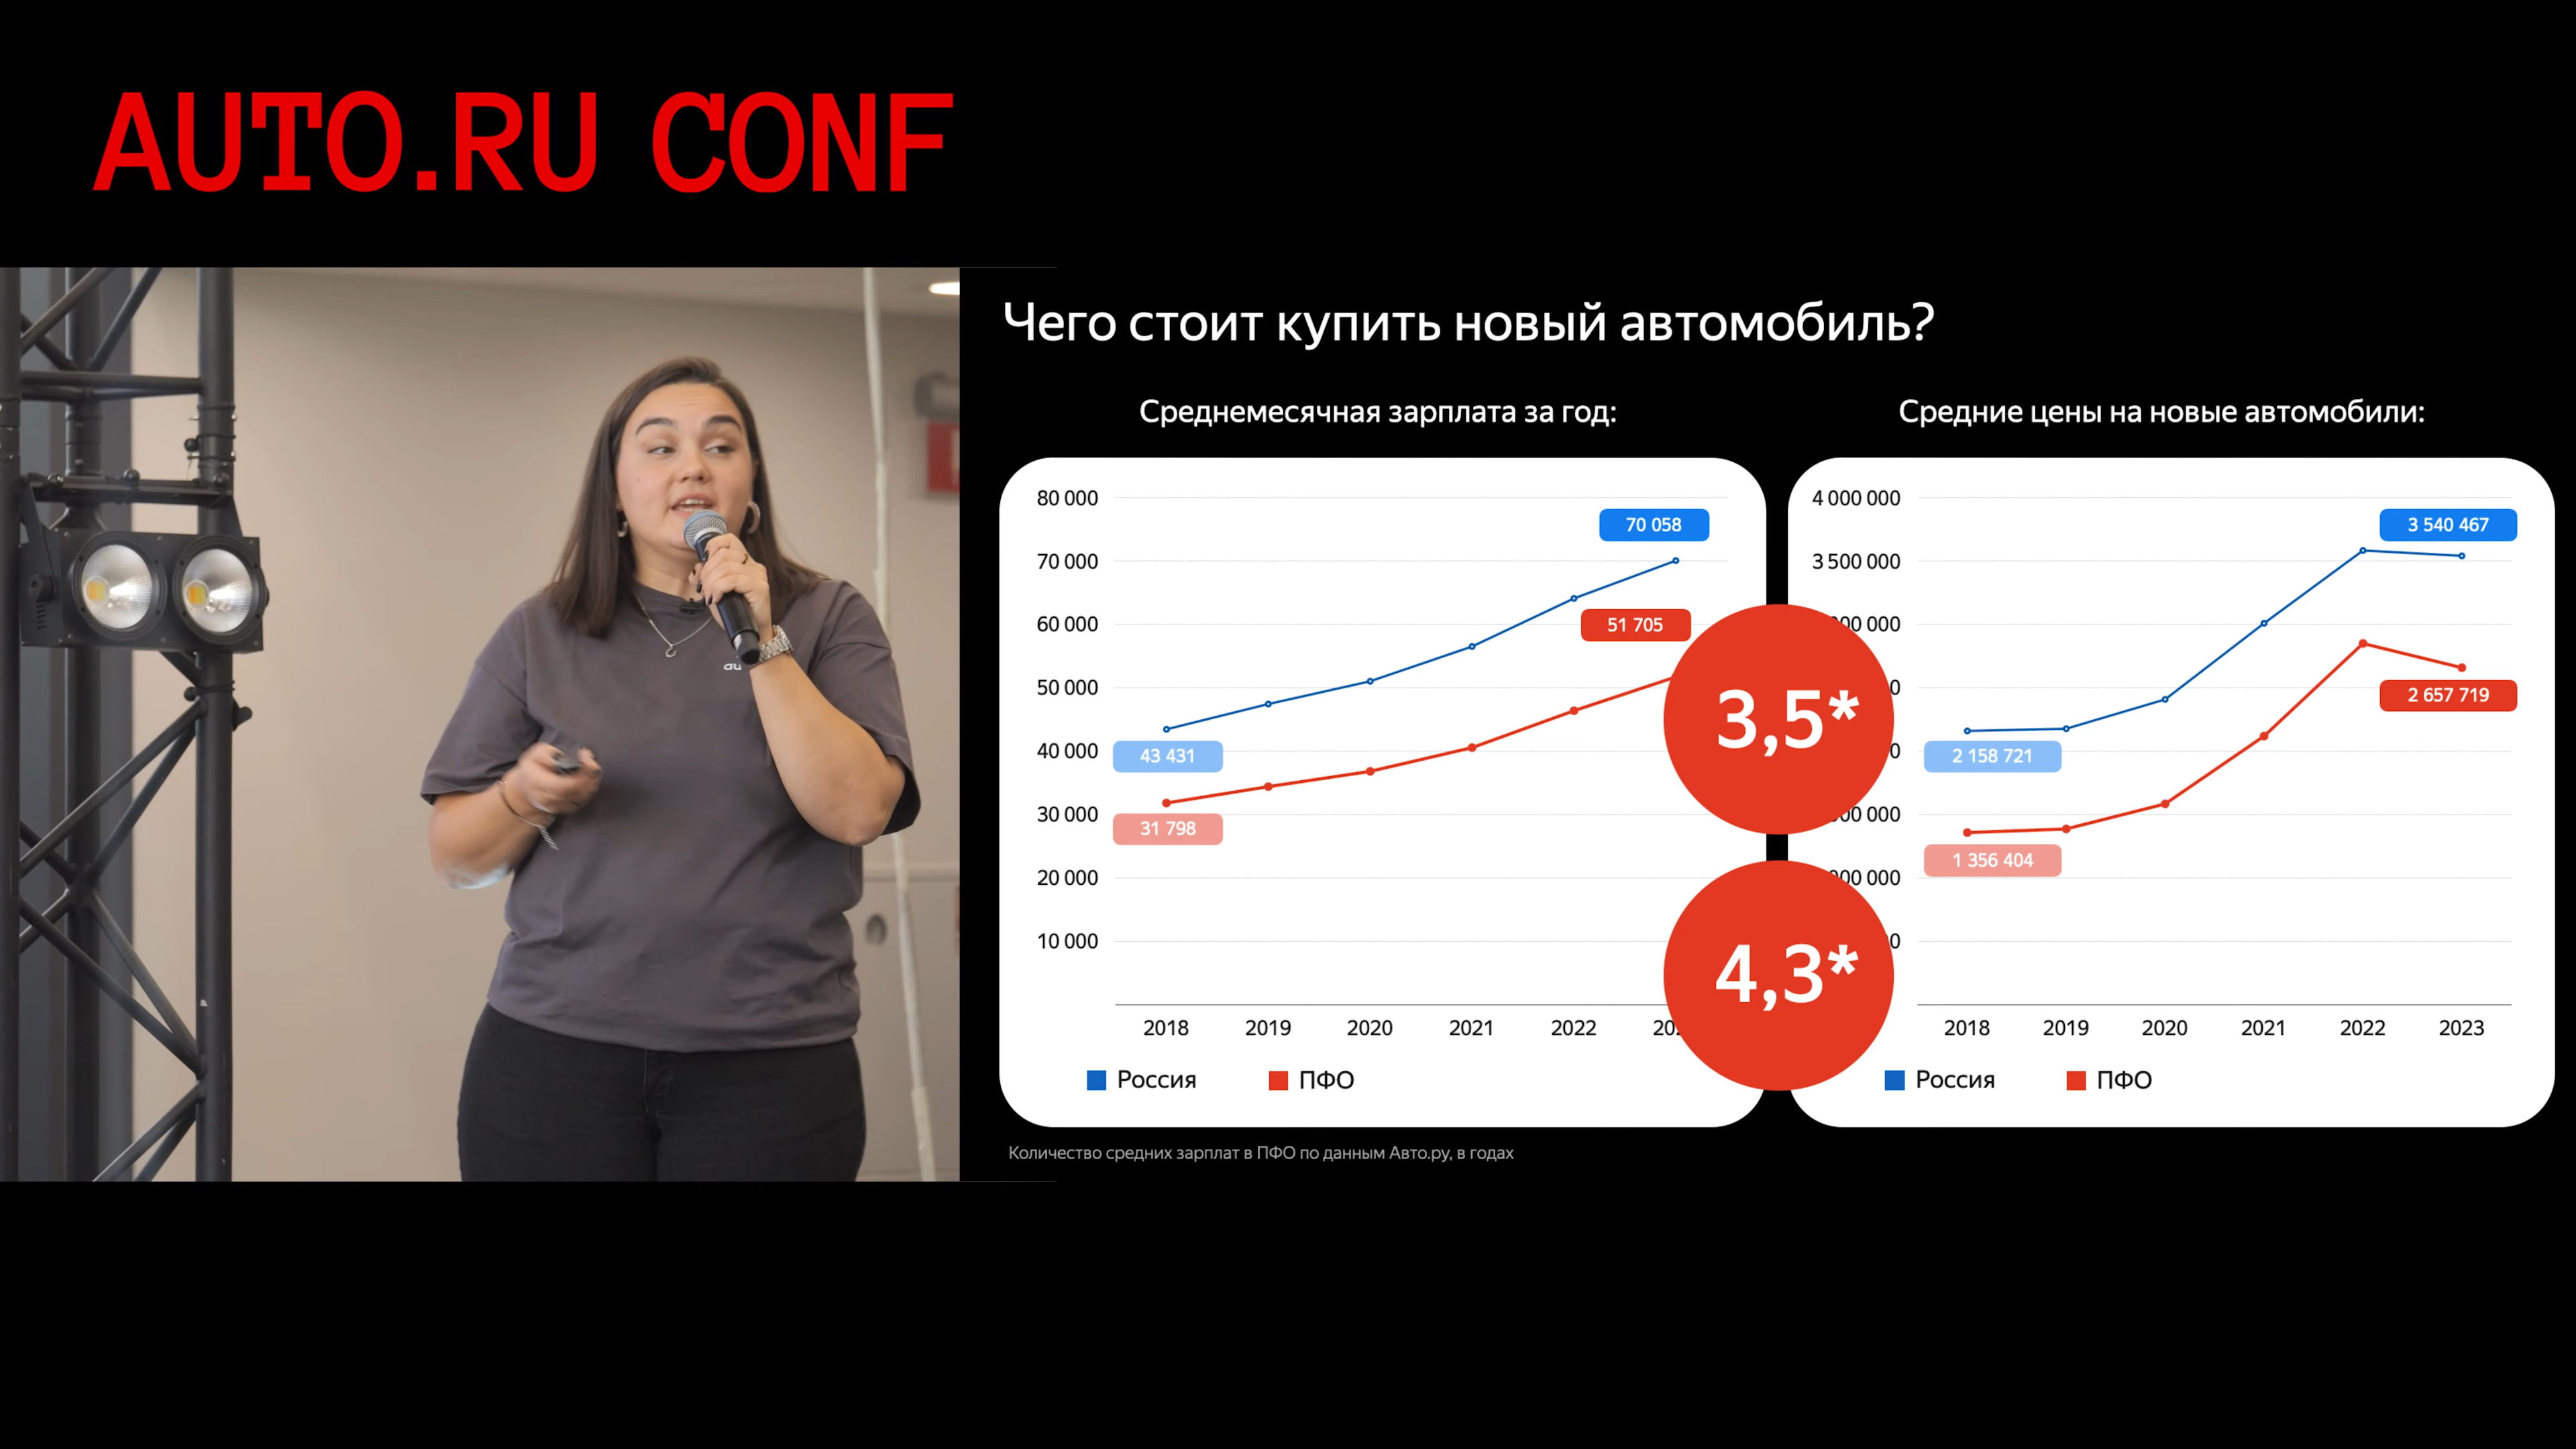 AUTO.RU CONF
Чего стоит купить новый автомобиль?
Среднемесячная зарплата за год:
80 000
70 000
60 000
50 000
40 000
30 000
20 000
10 000
70 058
51 705
43 431
31 798
2018 2019 2020 2021 2022
Россия ПФО
3,5*
4,3*
Средние цены на новые автомобили:
4 000 000
3 500 000
3 540 467
2 657 719
2 158 721
1 356 404
2018 2019 2020 2021 2022 2023
Россия ПФО
Количество средних зарплат в ПФО по данным Авто.ру, в годах